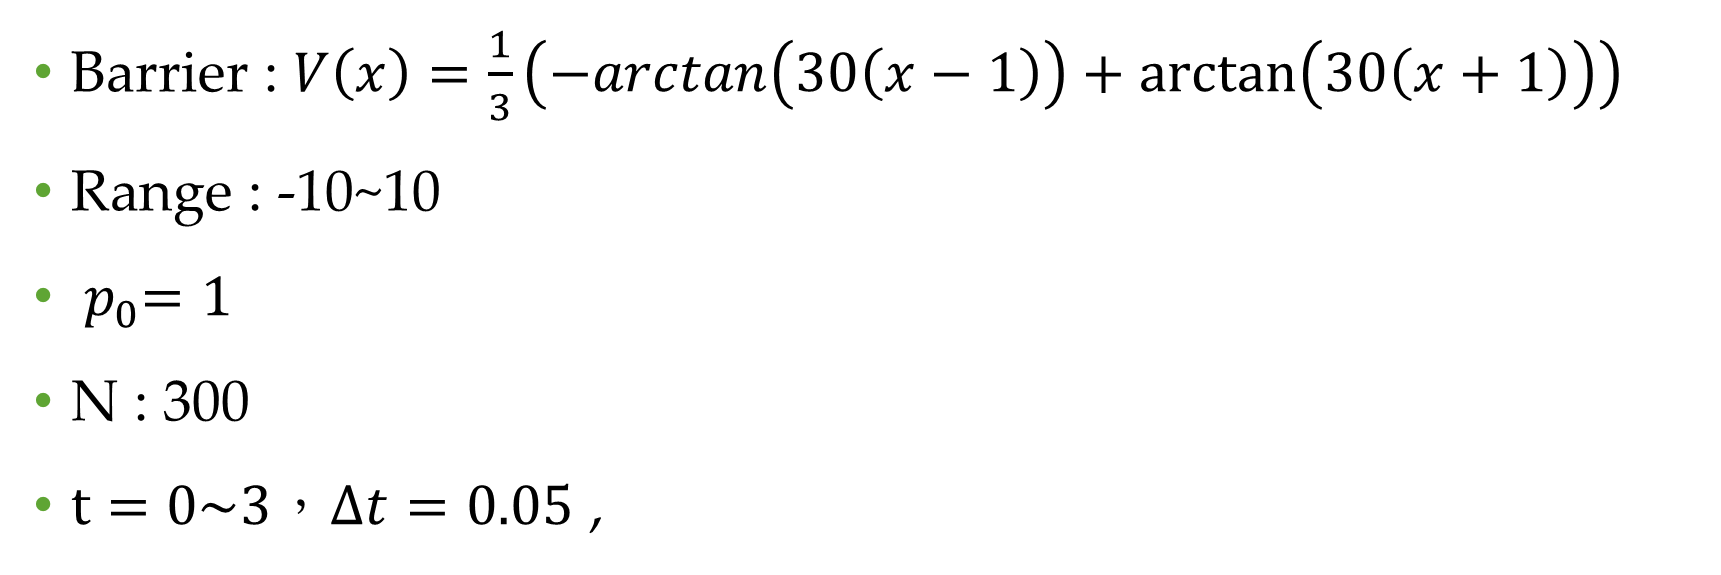 • Barrier : V(x) = 1/3 (−arctan(30(x − 1)) + arctan(30(x + 1)))
• Range : -10~10
• p₀= 1
• N : 300
• t = 0~3，Δt = 0.05 ,